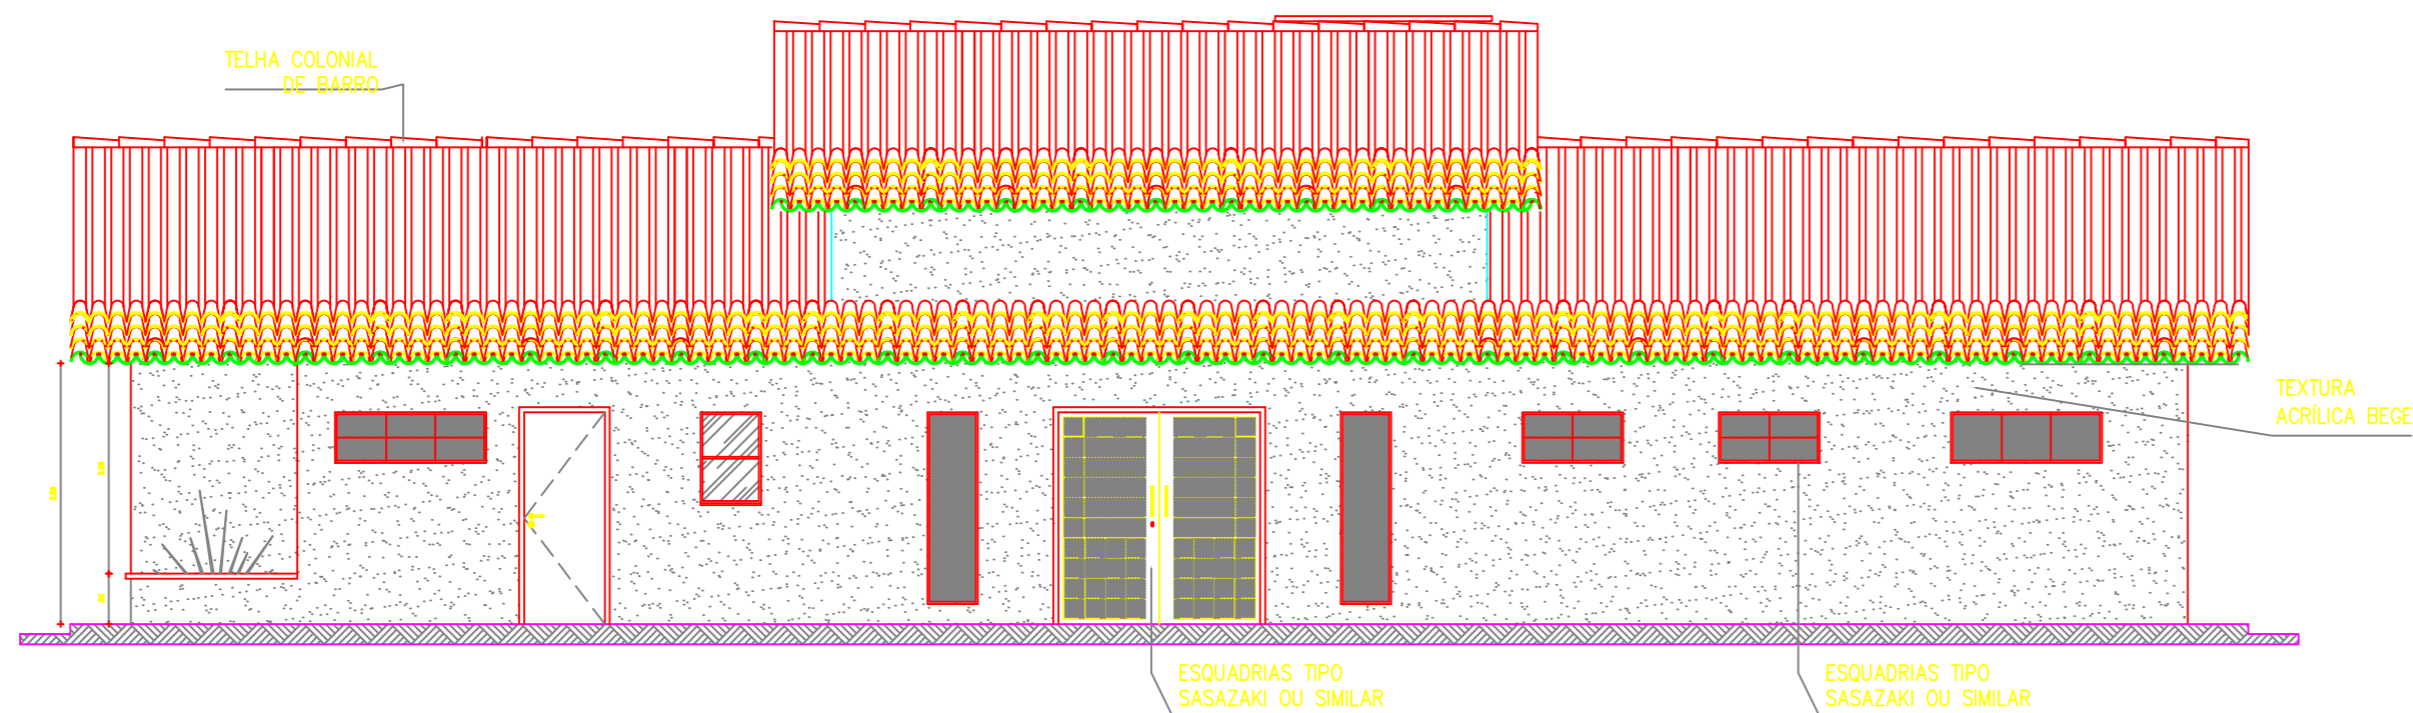 TELHA COLONIAL
DE BARRO
TEXTURA
ACRÍLICA BEGE
ESQUADRIAS TIPO
SASAZAKI OU SIMILAR
ESQUADRIAS TIPO
SASAZAKI OU SIMILAR